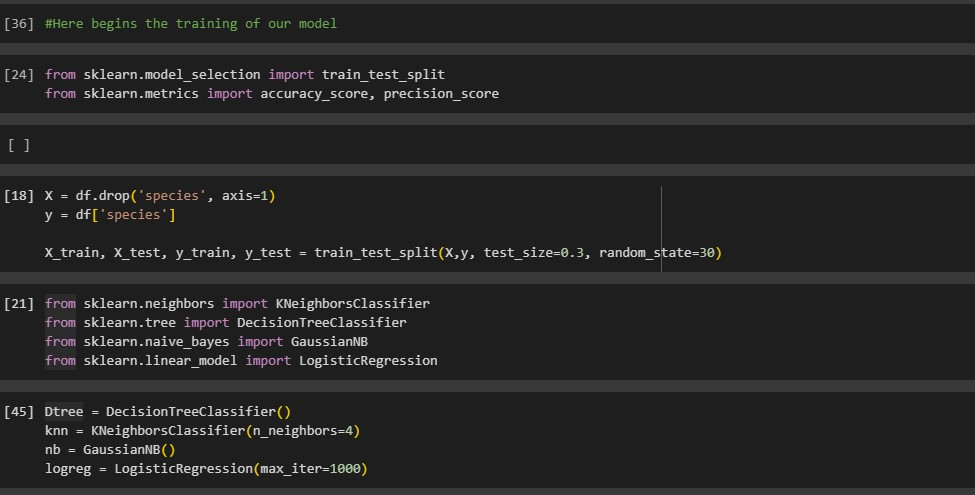 [36] #Here begins the training of our model
[24] from sklearn.model_selection import train_test_split
from sklearn.metrics import accuracy_score, precision_score
[ ]
[18] X = df.drop('species', axis=1)
y = df['species']
X_train, X_test, y_train, y_test = train_test_split(X,y, test_size=0.3, random_state=30)
[21] from sklearn.neighbors import KNeighborsClassifier
from sklearn.tree import DecisionTreeClassifier
from sklearn.naive_bayes import GaussianNB
from sklearn.linear_model import LogisticRegression
[45] Dtree = DecisionTreeClassifier()
knn = KNeighborsClassifier(n_neighbors=4)
nb = GaussianNB()
logreg = LogisticRegression(max_iter=1000)